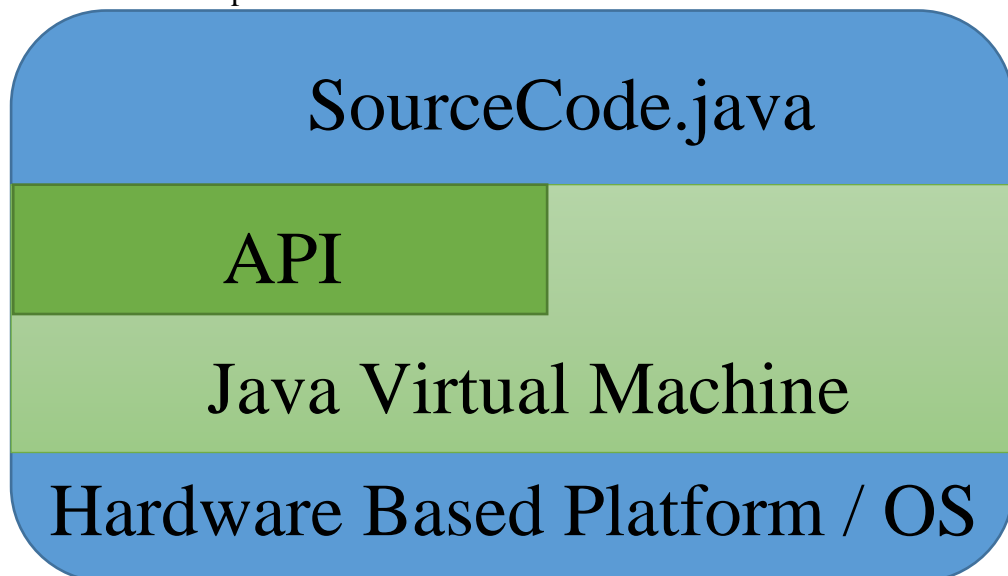 SourceCode.java
API
Java Virtual Machine
Hardware Based Platform / OS